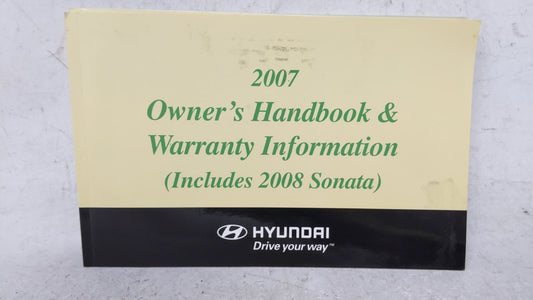 2007
Owner's Handbook &
Warranty Information
(Includes 2008 Sonata)
HYUNDAI
Drive your way™